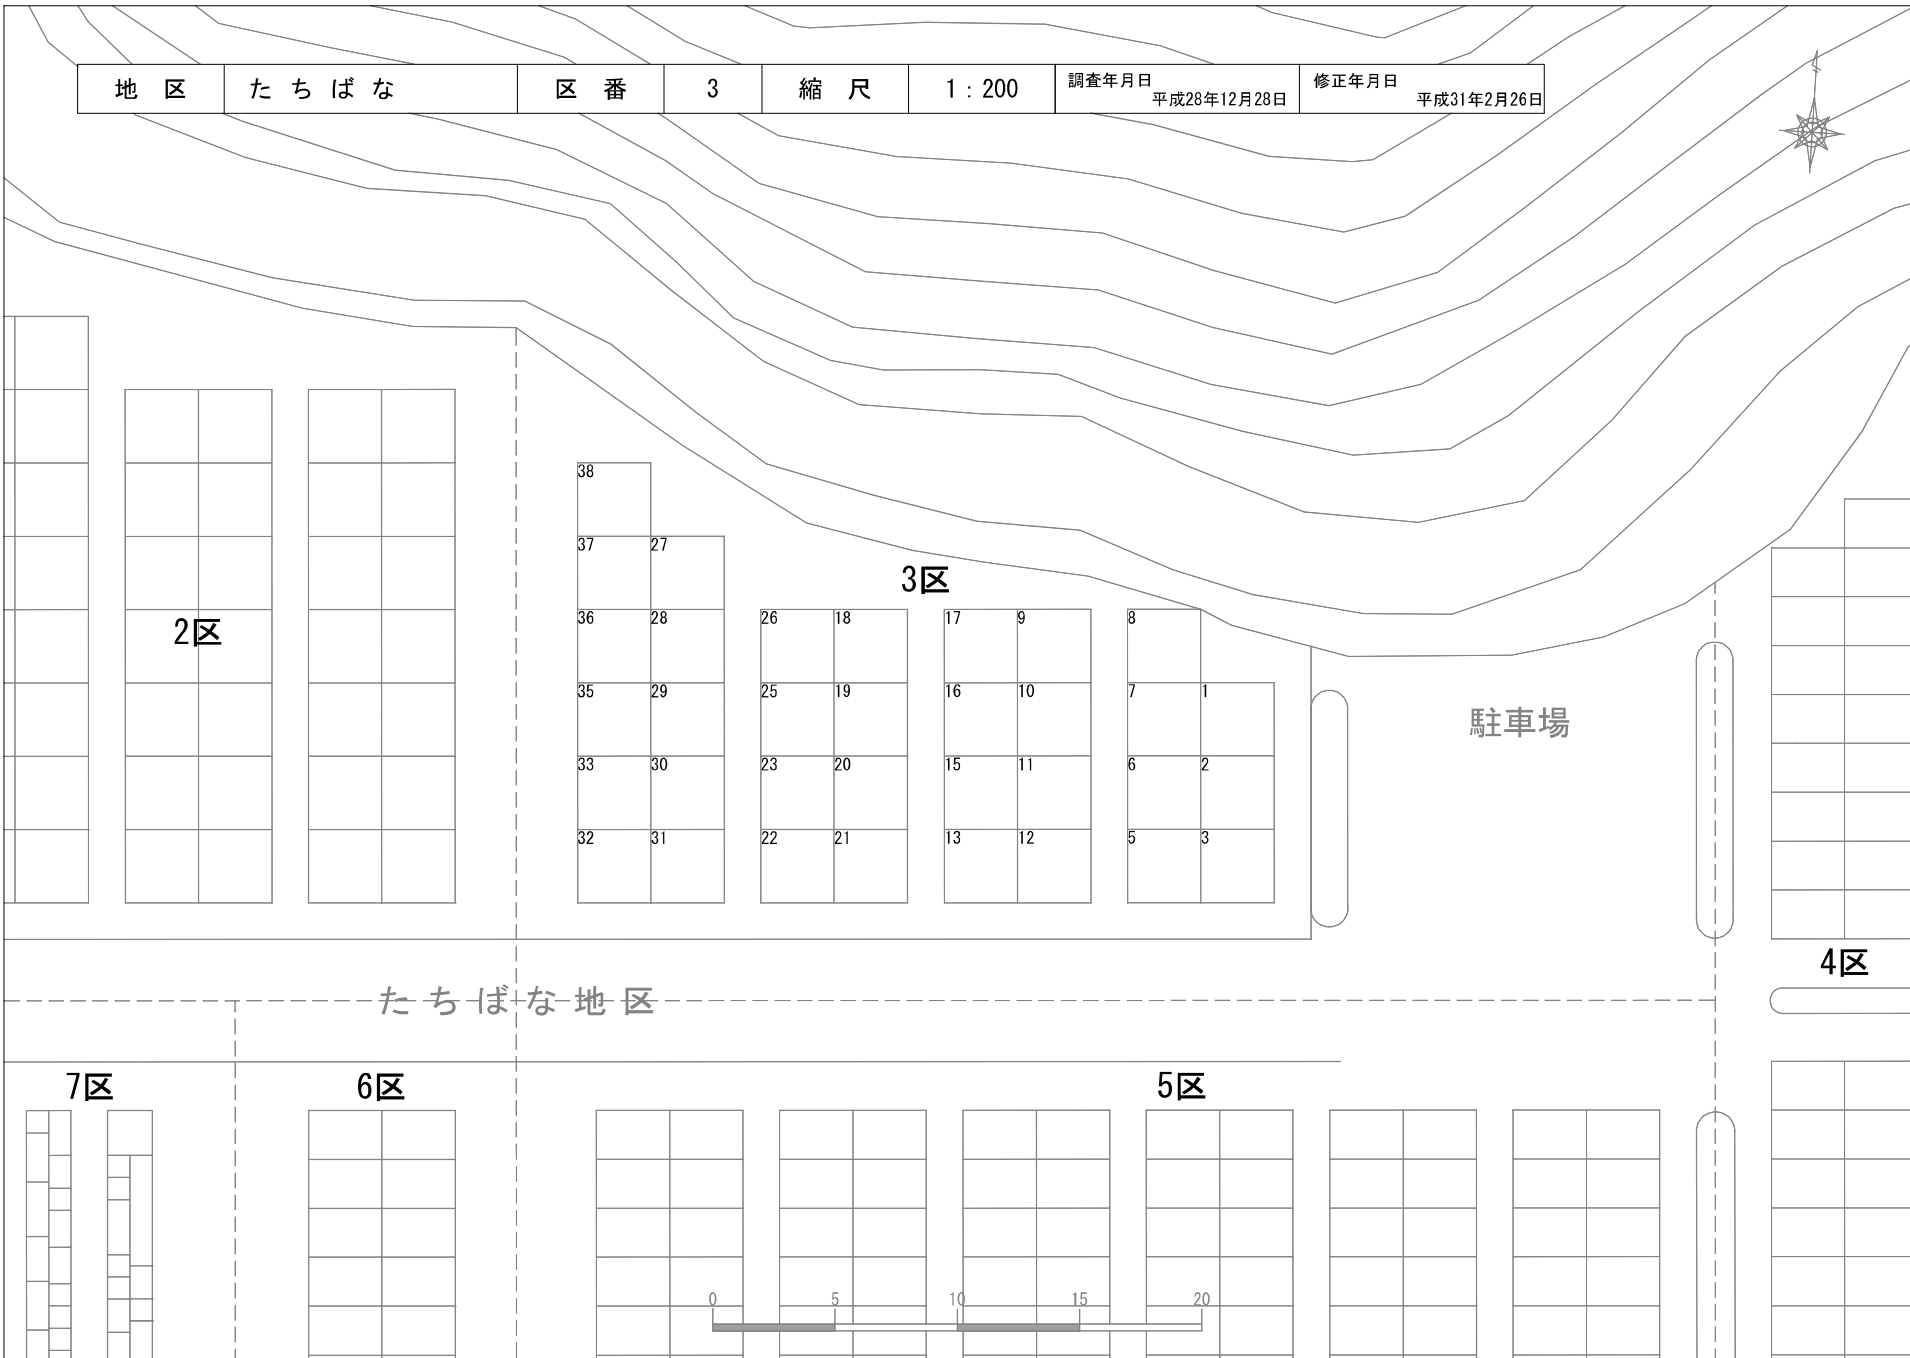 地区 たちばな 区番 3 縮尺 1:200 調査年月日 平成28年12月28日 修正年月日 平成31年2月26日
38
37 27
3区
36 28 26 18 17 9 8
2区
35 29 25 19 16 10 7 1
駐車場
33 30 23 20 15 11 6 2
32 31 22 21 13 12 5 3
4区
たちばな地区
7区 6区 5区
0 5 10 15 20